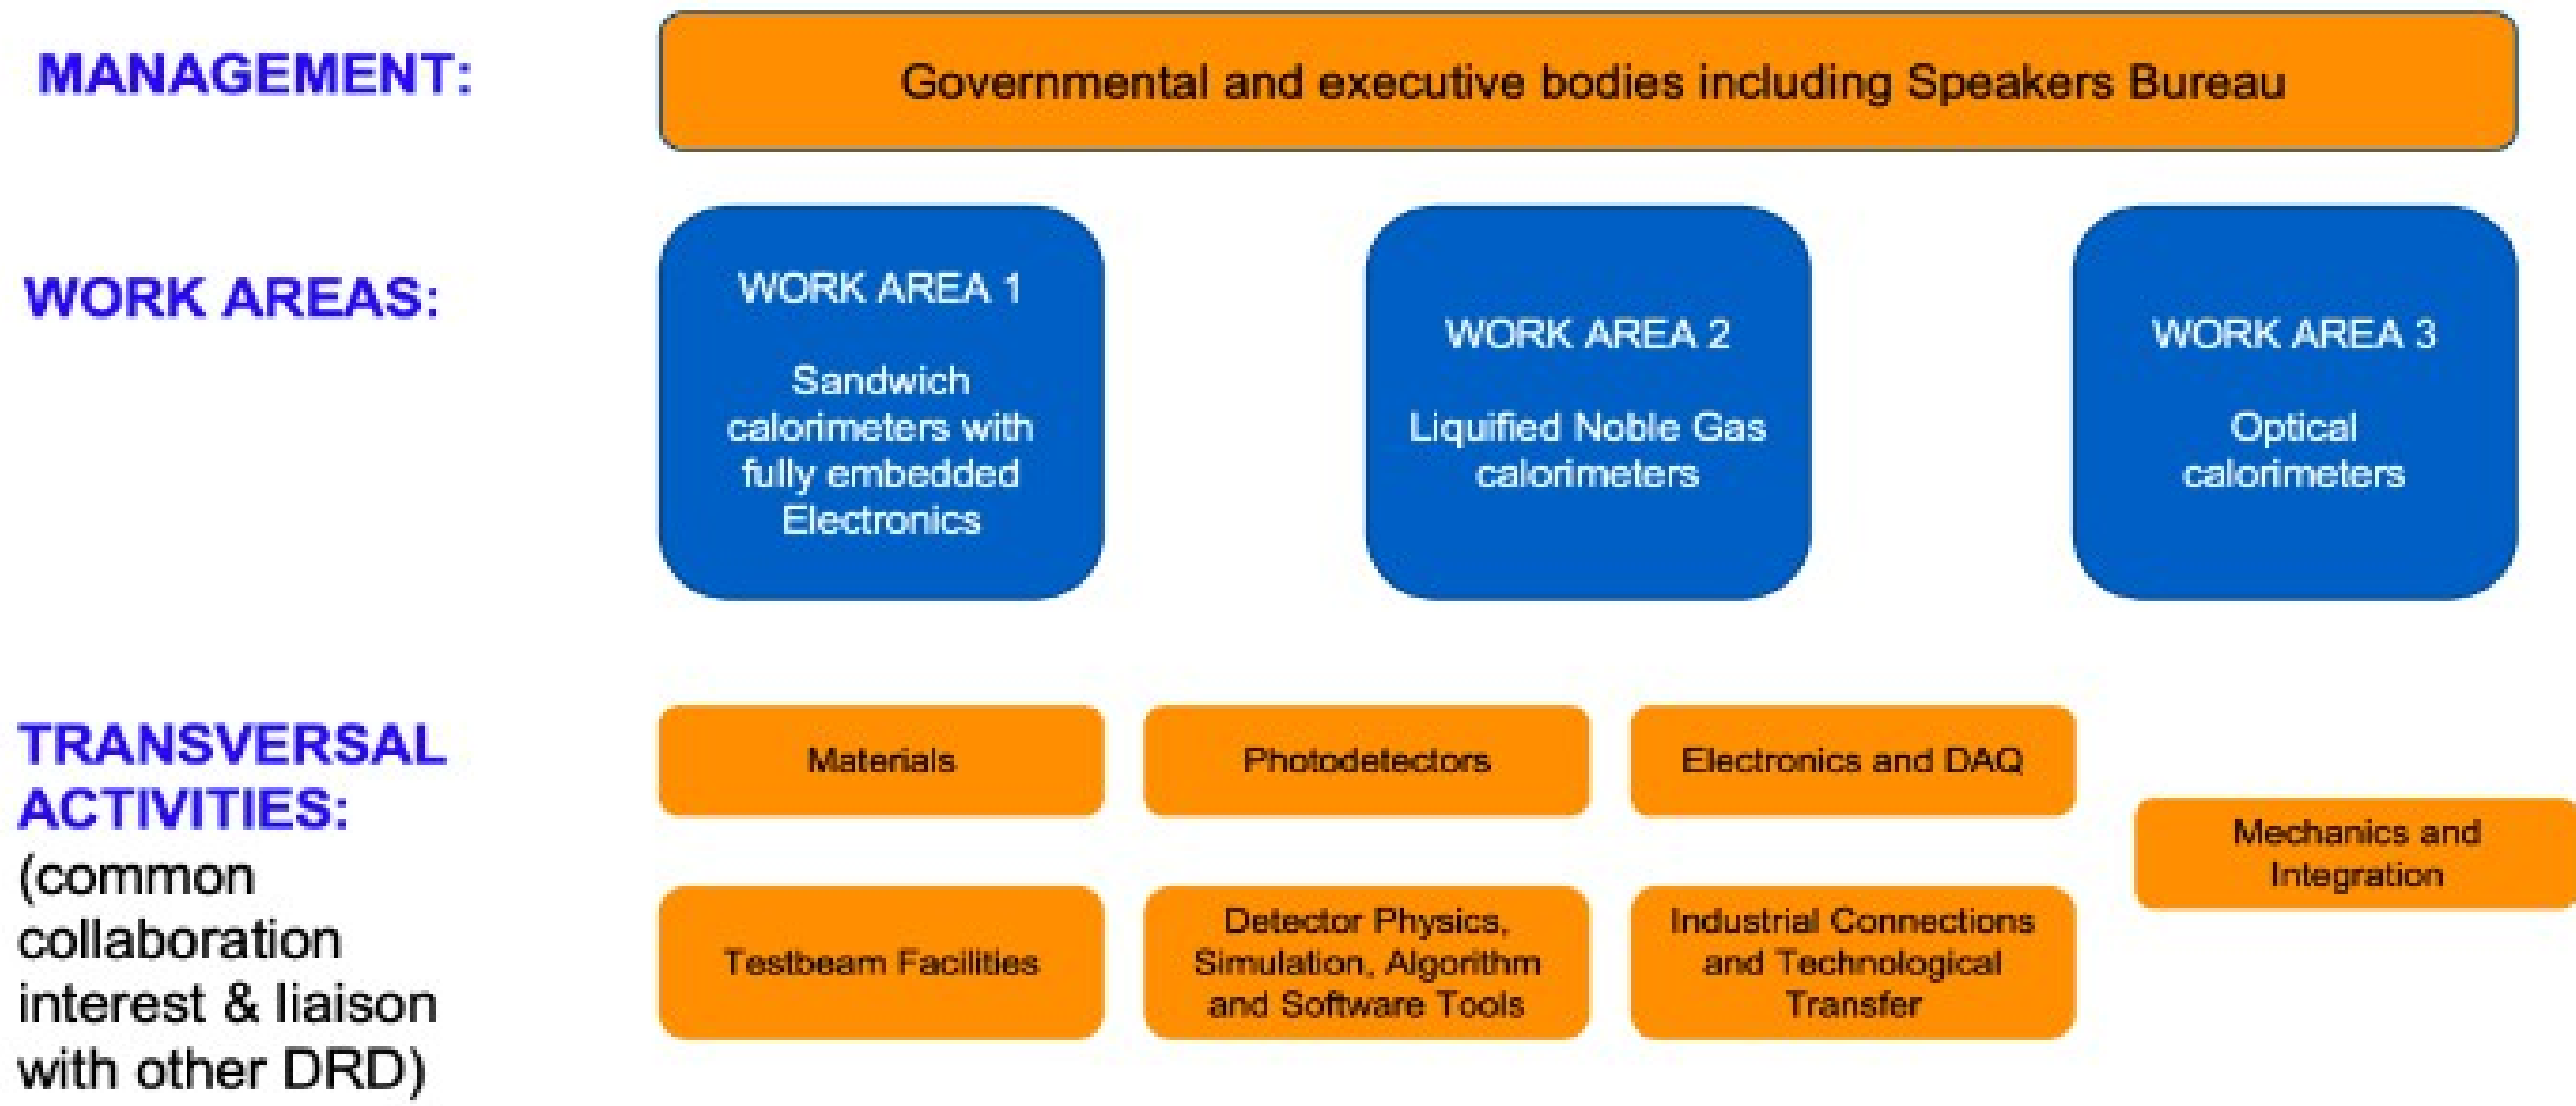 MANAGEMENT:
Governmental and executive bodies including Speakers Bureau
WORK AREAS:
WORK AREA 1
Sandwich
calorimeters with
fully embedded
Electronics
WORK AREA 2
Liquified Noble Gas
calorimeters
WORK AREA 3
Optical
calorimeters
TRANSVERSAL
ACTIVITIES:
(common
collaboration
interest & liaison
with other DRD)
Materials
Photodetectors
Electronics and DAQ
Mechanics and
Integration
Testbeam Facilities
Detector Physics,
Simulation, Algorithm
and Software Tools
Industrial Connections
and Technological
Transfer